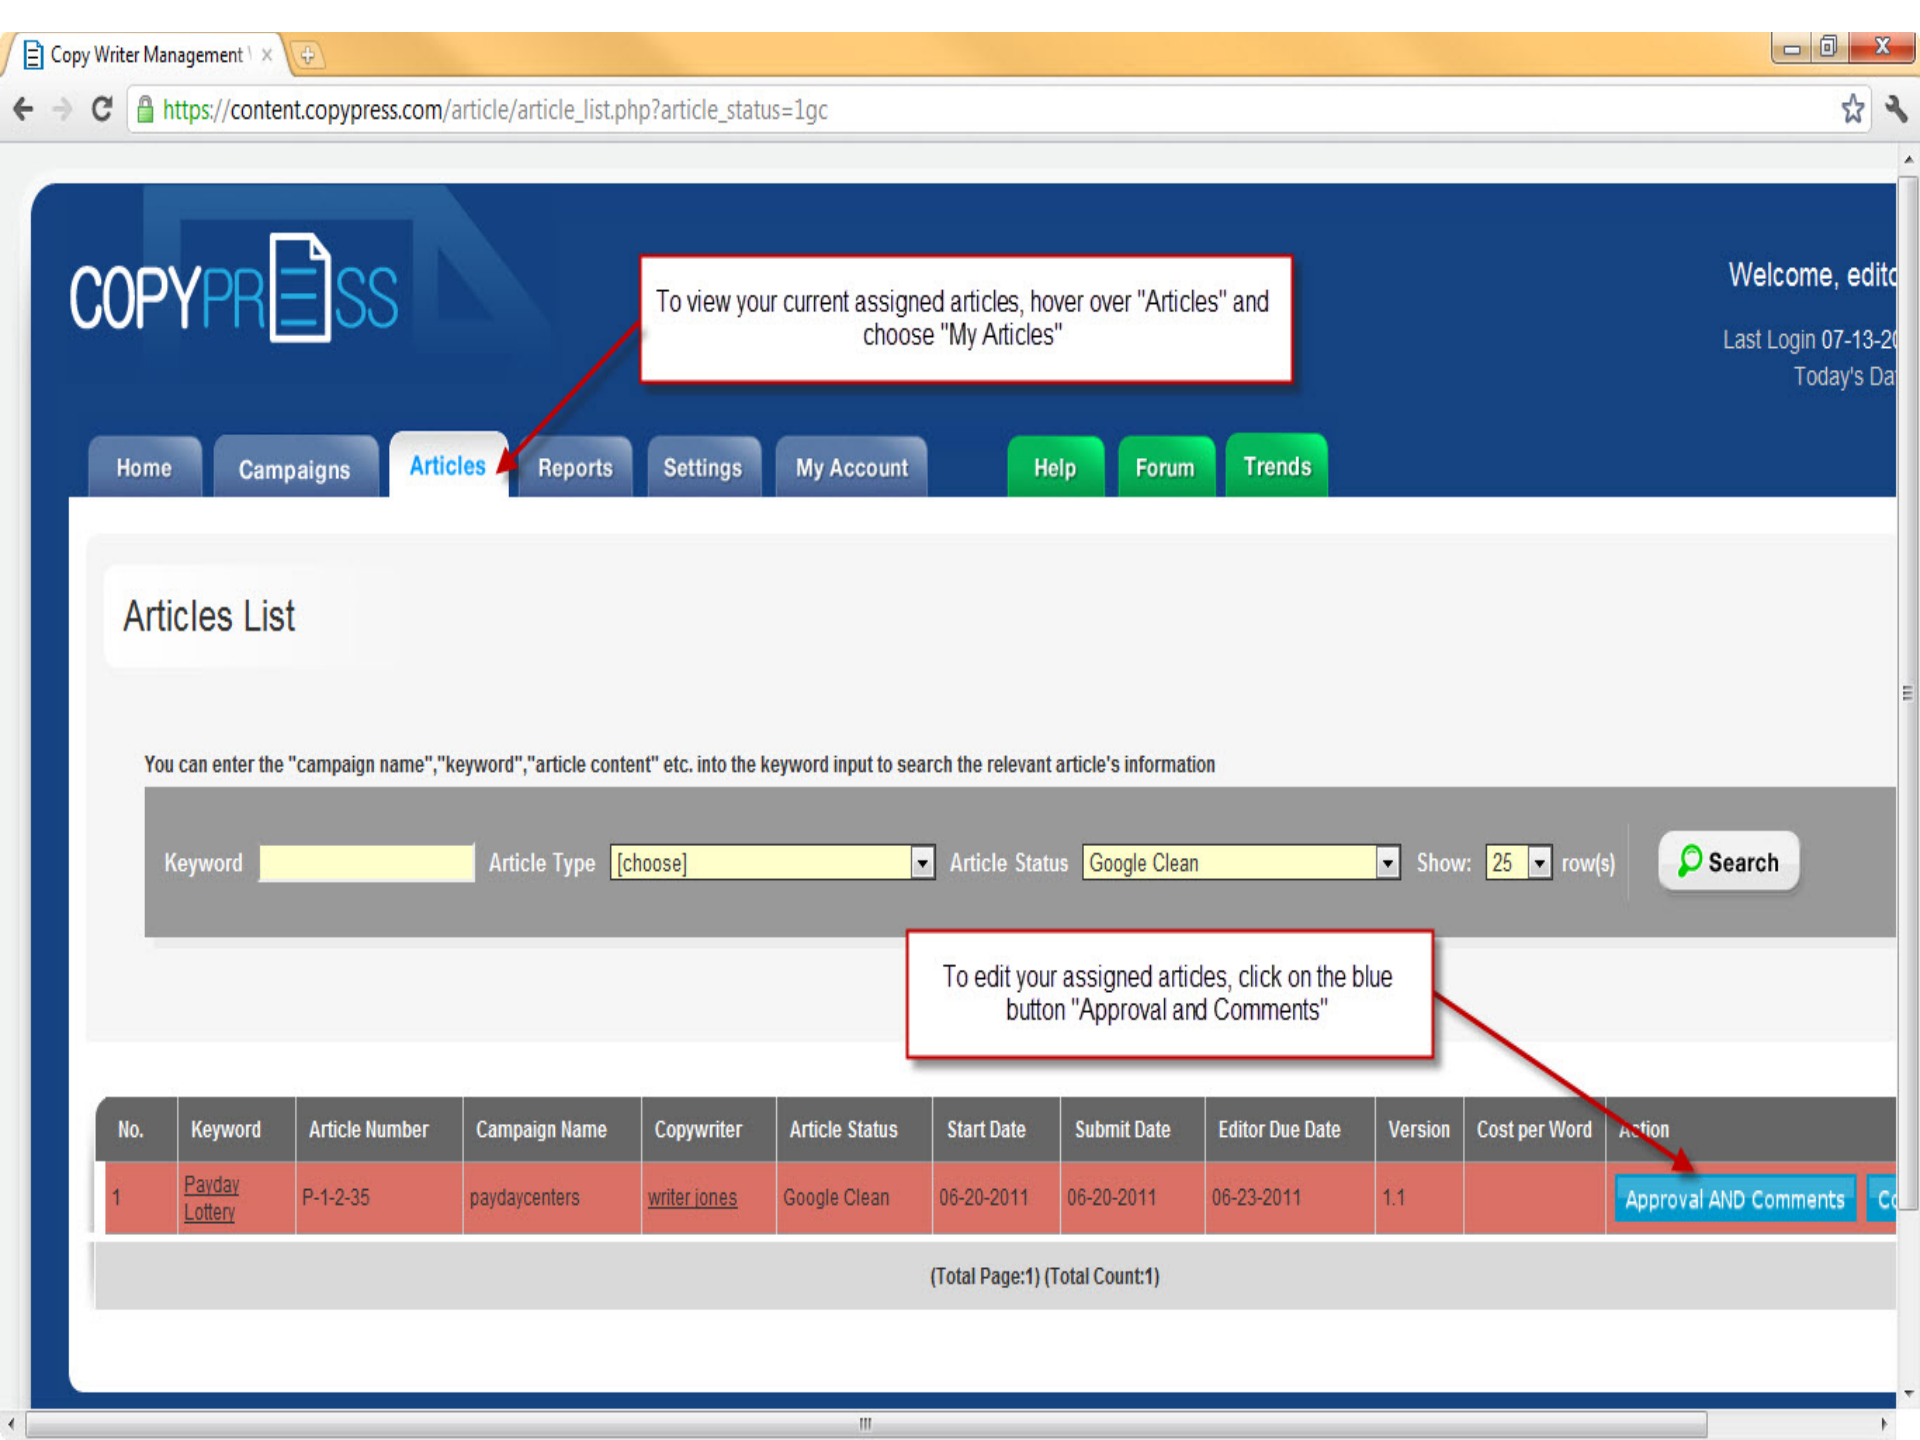 Copy Writer Management
https://content.copypress.com/article/article_list.php?article_status=1gc
COPYPRESS
To view your current assigned articles, hover over "Articles" and
choose "My Articles"
Welcome, edito
Last Login 07-13-20
Today's Da
Home Campaigns Articles Reports Settings My Account Help Forum Trends
Articles List
You can enter the "campaign name","keyword","article content" etc. into the keyword input to search the relevant article's information
Keyword Article Type [choose] Article Status Google Clean Show: 25 row(s) Search
To edit your assigned articles, click on the blue
button "Approval and Comments"
No. Keyword Article Number Campaign Name Copywriter Article Status Start Date Submit Date Editor Due Date Version Cost per Word Action
1 Payday Lottery P-1-2-35 paydaycenters writer jones Google Clean 06-20-2011 06-20-2011 06-23-2011 1.1 Approval AND Comments Co
(Total Page:1) (Total Count:1)